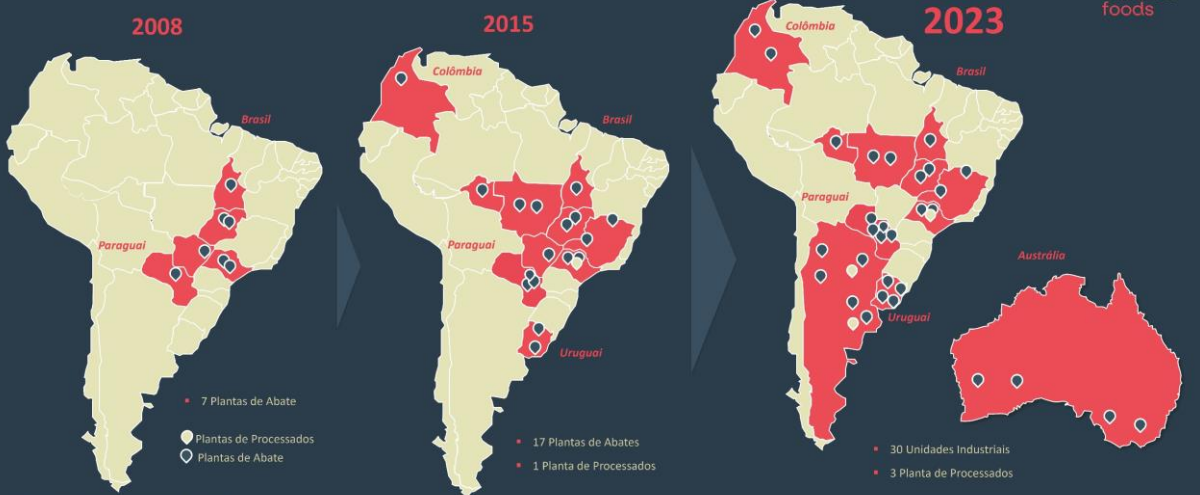 2008
Brasil
Paraguai
7 Plantas de Abate
Plantas de Processados
Plantas de Abate
2015
Colômbia
Brasil
Paraguai
Uruguai
17 Plantas de Abates
1 Planta de Processados
foods
2023
Colômbia
Brasil
Paraguai
Uruguai
Austrália
30 Unidades Industriais
3 Planta de Processados